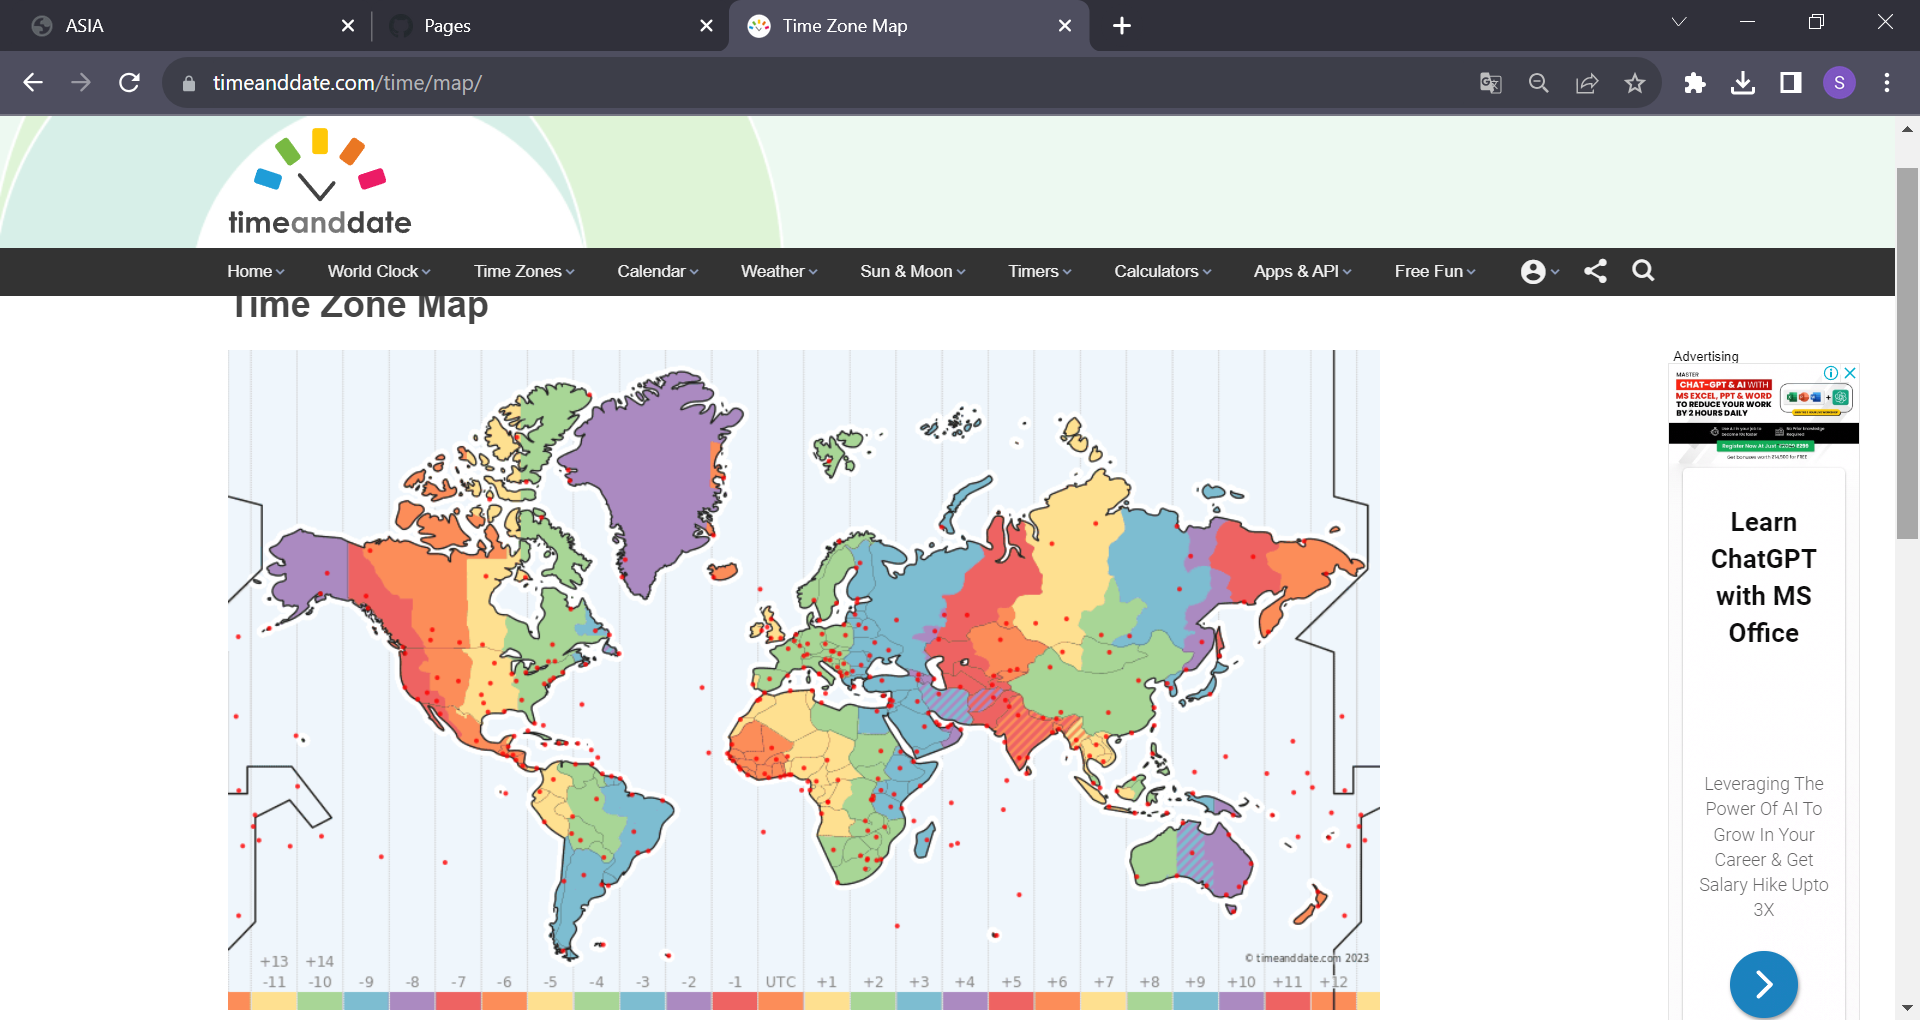 ASIA
Pages
Time Zone Map
timeanddate.com/time/map/
S
timeanddate
Home
World Clock
Time Zones
Calendar
Weather
Sun & Moon
Timers
Calculators
Apps & API
Free Fun
Time Zone Map
Advertising
MASTER
CHAT-GPT & AI WITH
MS EXCEL, PPT & WORD
TO REDUCE YOUR WORK
BY 2 HOURS DAILY
Learn
ChatGPT
with MS
Office
Leveraging The
Power Of AI To
Grow In Your
Career & Get
Salary Hike Upto
3X
© timeanddate.com 2023
+13 +14
-11 -10 -9 -8 -7 -6 -5 -4 -3 -2 -1 UTC +1 +2 +3 +4 +5 +6 +7 +8 +9 +10 +11 +12